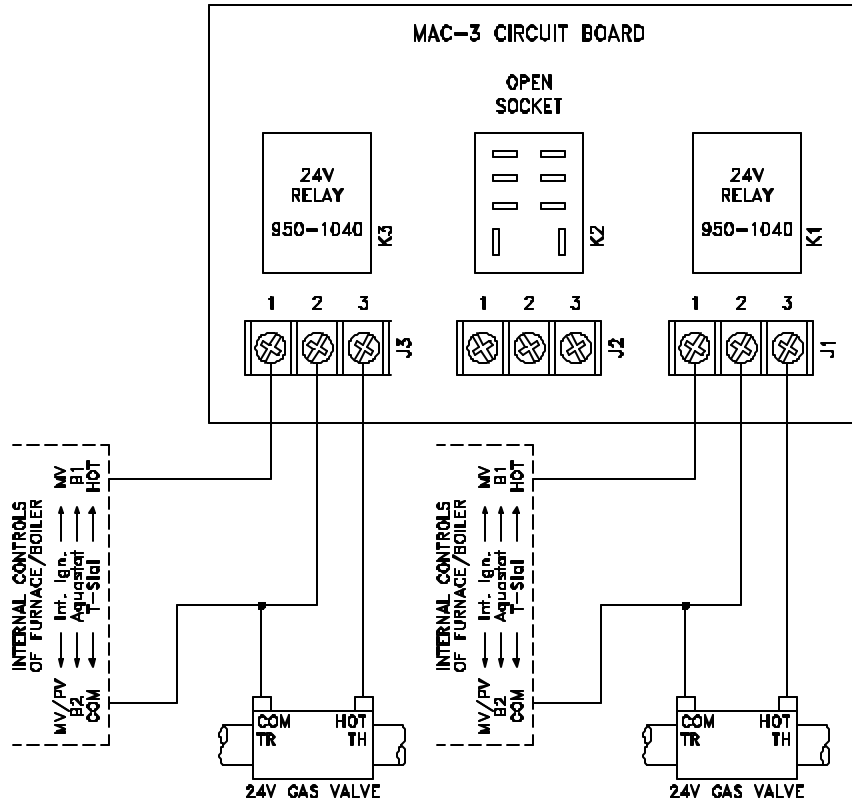 MAC-3 CIRCUIT BOARD
OPEN
SOCKET
24V
RELAY
950-1040
K3
K2
24V
RELAY
950-1040
K1
1 2 3
J3
1 2 3
J2
1 2 3
J1
INTERNAL CONTROLS
OF FURNACE/BOILER
MV/PV ← Int. Ign. → MV
B2 ← Aquastat → B1
COM ← T-Stat → HOT
INTERNAL CONTROLS
OF FURNACE/BOILER
MV/PV ← Int. Ign. → MV
B2 ← Aquastat → B1
COM ← T-Stat → HOT
COM HOT
TR TH
24V GAS VALVE
COM HOT
TR TH
24V GAS VALVE